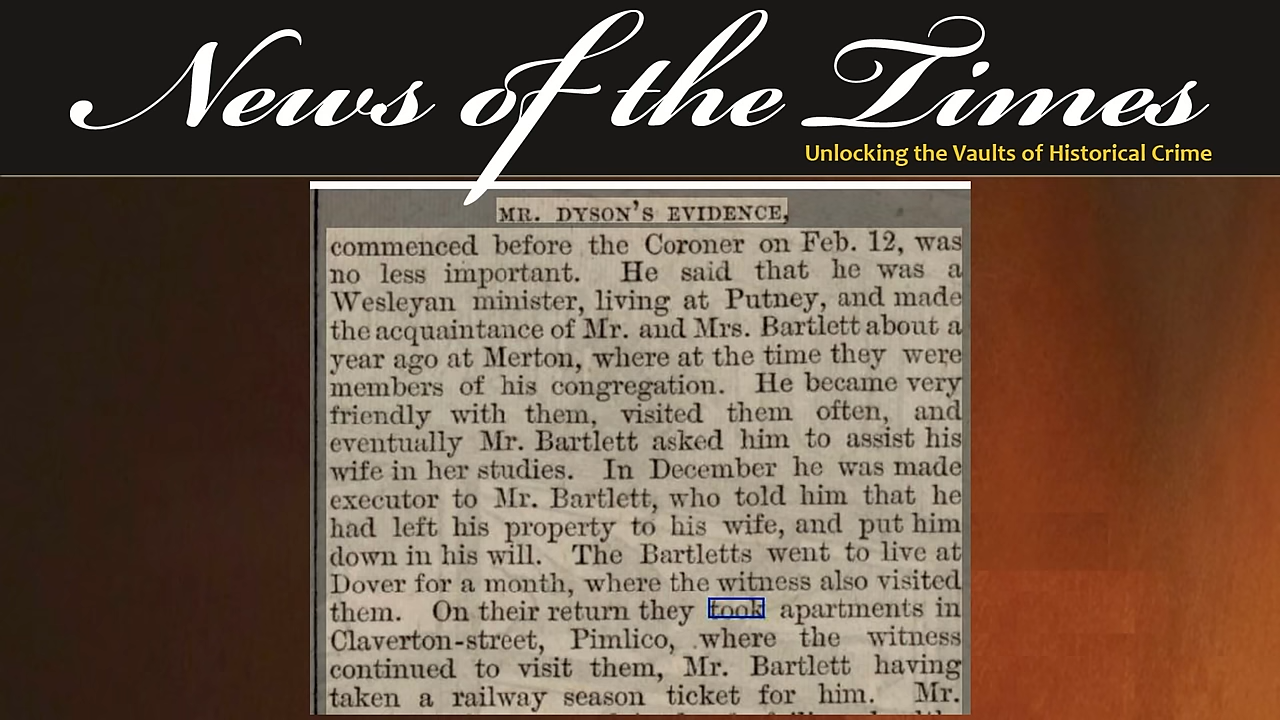 News of the Times
Unlocking the Vaults of Historical Crime
MR. DYSON'S EVIDENCE,
commenced before the Coroner on Feb. 12, was
no less important. He said that he was a
Wesleyan minister, living at Putney, and made
the acquaintance of Mr. and Mrs. Bartlett about a
year ago at Merton, where at the time they were
members of his congregation. He became very
friendly with them, visited them often, and
eventually Mr. Bartlett asked him to assist his
wife in her studies. In December he was made
executor to Mr. Bartlett, who told him that he
had left his property to his wife, and put him
down in his will. The Bartletts went to live at
Dover for a month, where the witness also visited
them. On their return they took apartments in
Claverton-street, Pimlico, where the witness
continued to visit them, Mr. Bartlett having
taken a railway season ticket for him. Mr.